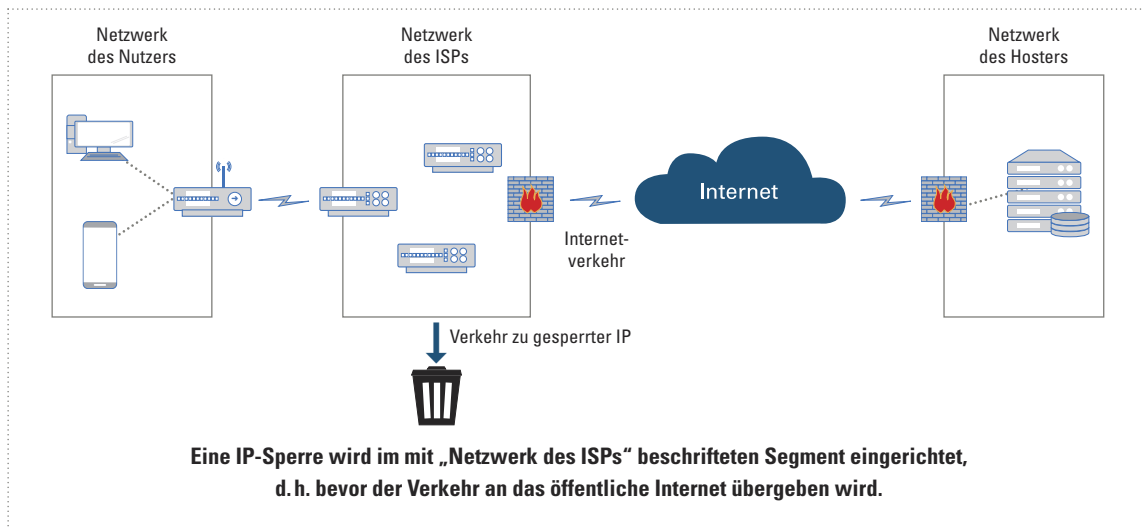 Netzwerk
des Nutzers
Netzwerk
des ISPs
Netzwerk
des Hosters
Internet
Internet-
verkehr
Verkehr zu gesperrter IP
Eine IP-Sperre wird im mit „Netzwerk des ISPs“ beschrifteten Segment eingerichtet,
d. h. bevor der Verkehr an das öffentliche Internet übergeben wird.